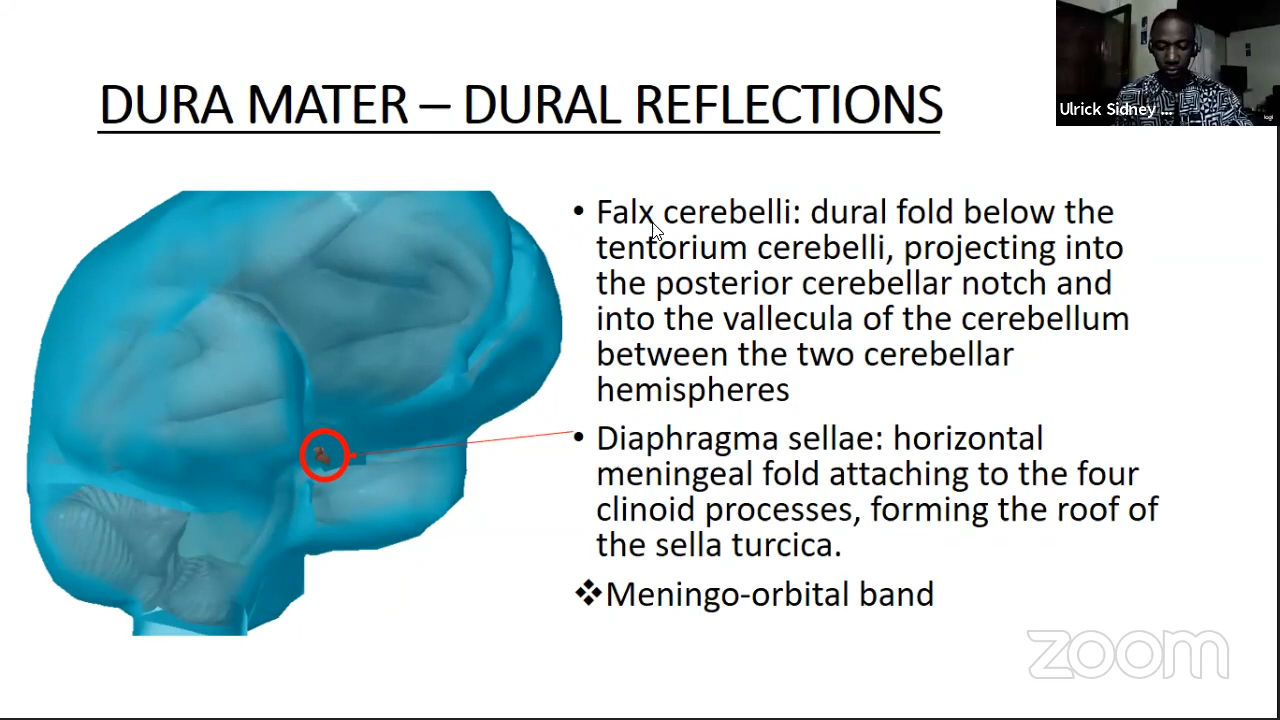 DURA MATER – DURAL REFLECTIONS
Ulrick Sidney ...
logi
• Falx cerebelli: dural fold below the
tentorium cerebelli, projecting into
the posterior cerebellar notch and
into the vallecula of the cerebellum
between the two cerebellar
hemispheres
• Diaphragma sellae: horizontal
meningeal fold attaching to the four
clinoid processes, forming the roof of
the sella turcica.
❖Meningo-orbital band
zoom